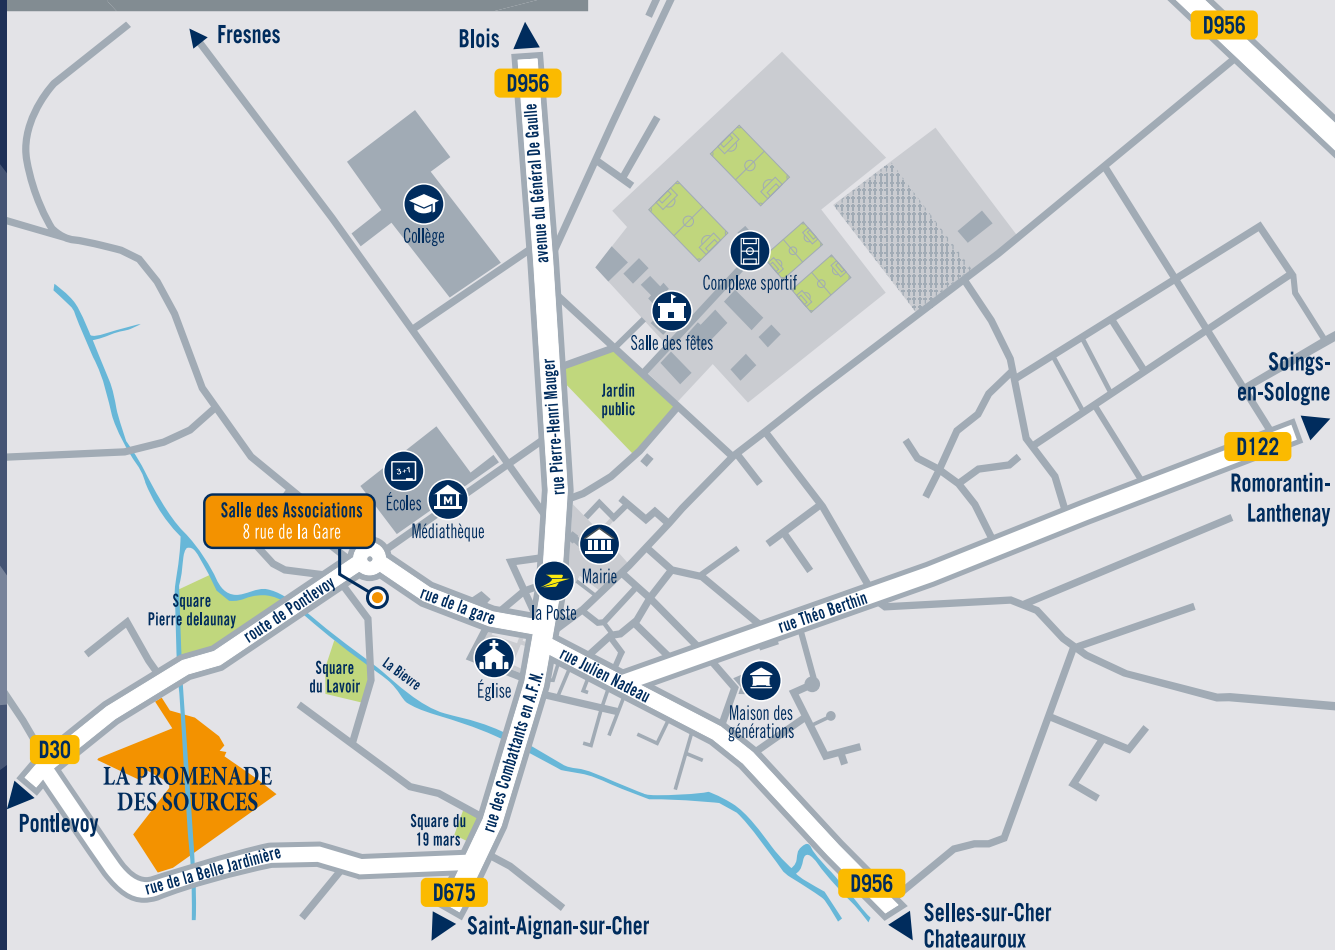 Fresnes
Blois
D956
D956
avenue du Général De Gaulle
Collège
Complexe sportif
Salle des fêtes
Jardin
public
rue Pierre-Henri Mauger
Soings-
en-Sologne
D122
Romorantin-
Lanthenay
3+1
Écoles
M
Médiathèque
Salle des Associations
8 rue de la Gare
Mairie
la Poste
rue de la gare
route de Pontlevoy
Square
Pierre delaunay
rue Théo Berthin
Square
du Lavoir
La Bievre
Église
rue Julien Nadeau
Maison des
générations
rue des Combattants en A.F.N.
D30
LA PROMENADE
DES SOURCES
Pontlevoy
Square du
19 mars
rue de la Belle Jardinière
D675
Saint-Aignan-sur-Cher
D956
Selles-sur-Cher
Chateauroux